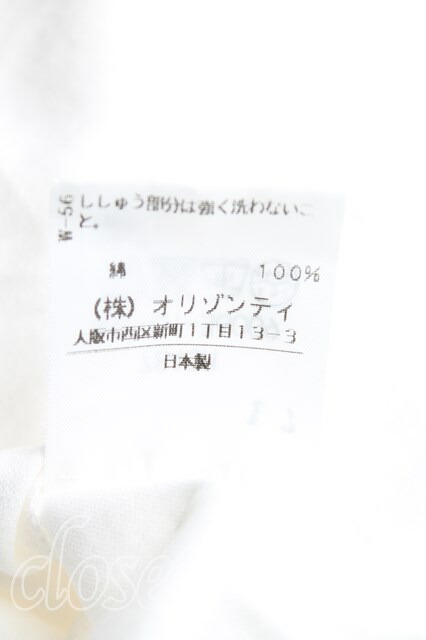 ししゅう部分は強く洗わないこ
と。
綿 100%
(株) オリゾンティ
大阪市西区新町1丁目13-3
日本製
close